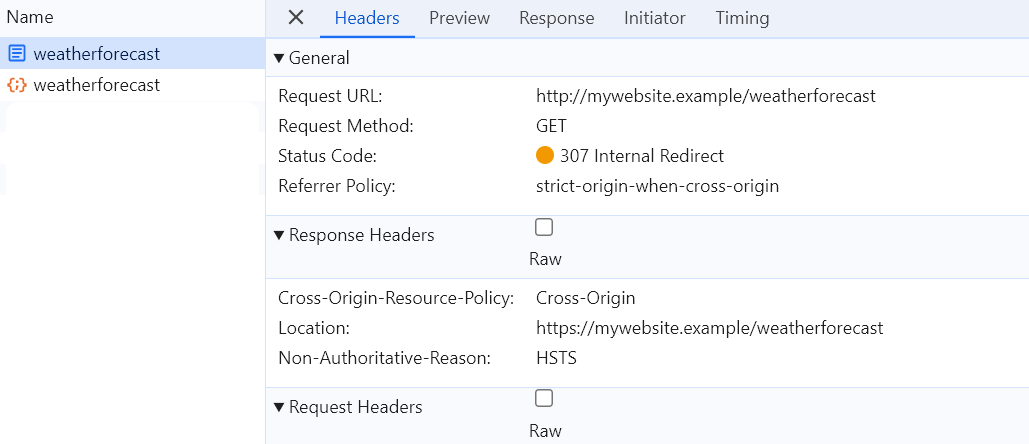 Name
weatherforecast
weatherforecast
Headers Preview Response Initiator Timing
General
Request URL: http://mywebsite.example/weatherforecast
Request Method: GET
Status Code: 307 Internal Redirect
Referrer Policy: strict-origin-when-cross-origin
Response Headers
Raw
Cross-Origin-Resource-Policy: Cross-Origin
Location: https://mywebsite.example/weatherforecast
Non-Authoritative-Reason: HSTS
Request Headers
Raw